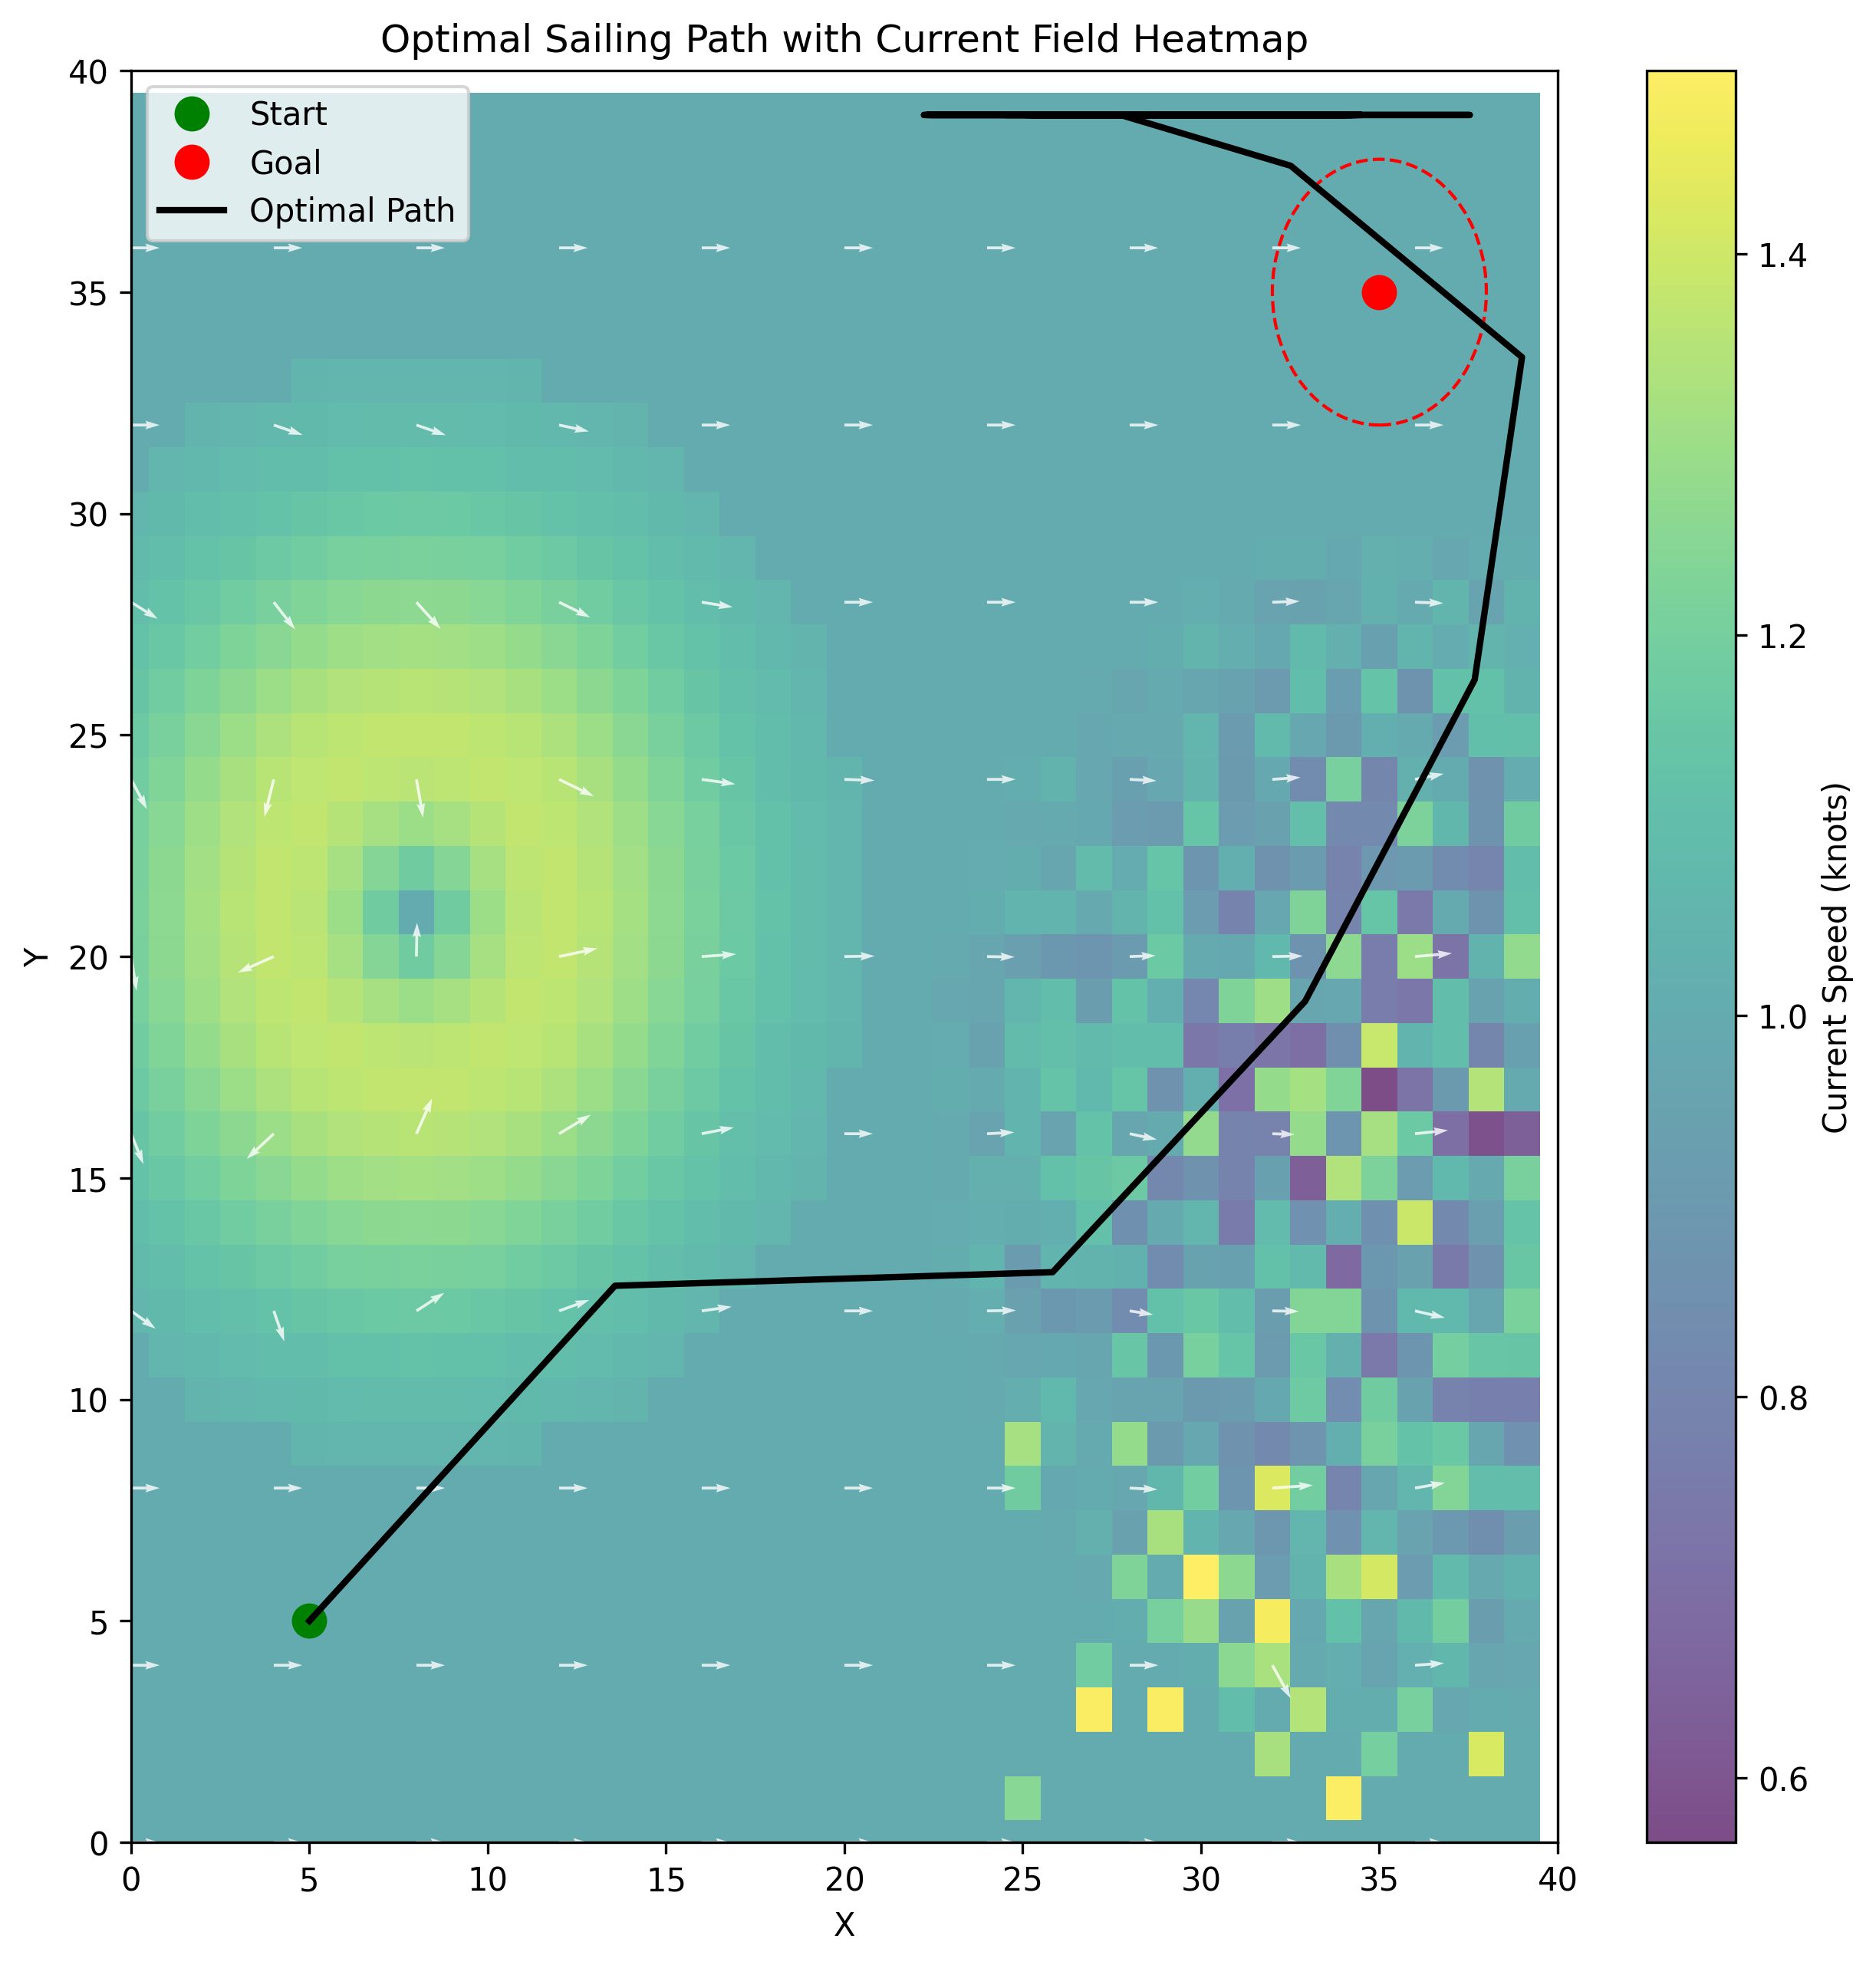 Optimal Sailing Path with Current Field Heatmap
Start
Goal
Optimal Path
40
35
30
25
20
15
10
5
0
Y
0 5 10 15 20 25 30 35 40
X
1.4
1.2
1.0
0.8
0.6
Current Speed (knots)